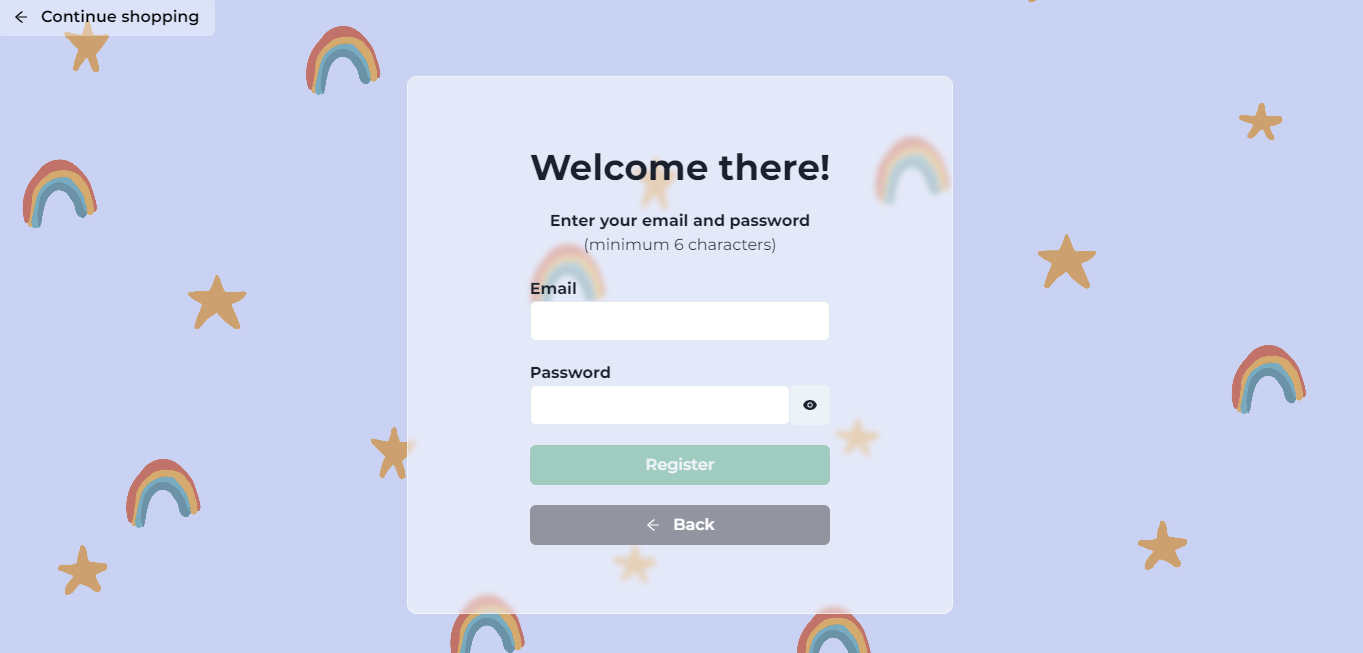 Continue shopping
Welcome there!
Enter your email and password
(minimum 6 characters)
Email
Password
Register
Back